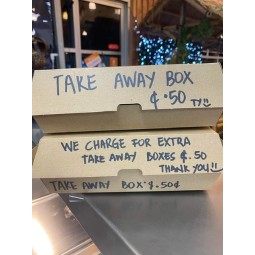 TAKE AWAY BOX
¢.50 TY
WE CHARGE FOR EXTRA
TAKE AWAY BOXES ¢.50
THANK YOU
TAKE AWAY BOX ¢.50¢